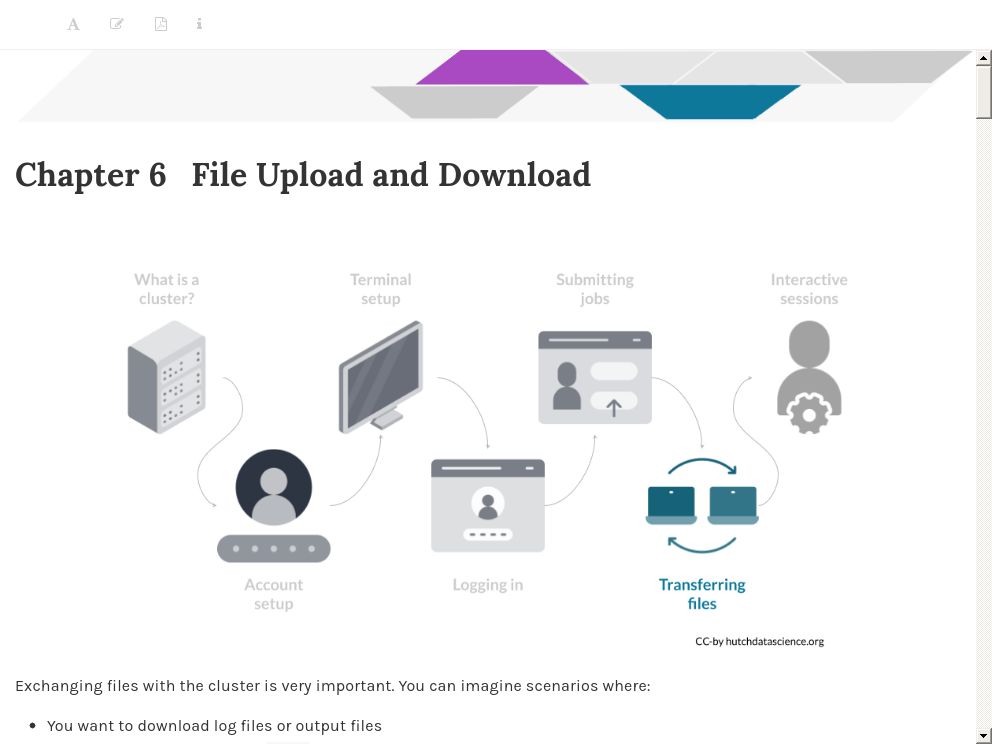 Chapter 6 File Upload and Download
What is a
cluster?
Terminal
setup
Submitting
jobs
Interactive
sessions
Account
setup
Logging in
Transferring
files
CC-by hutchdatascience.org
Exchanging files with the cluster is very important. You can imagine scenarios where:
• You want to download log files or output files